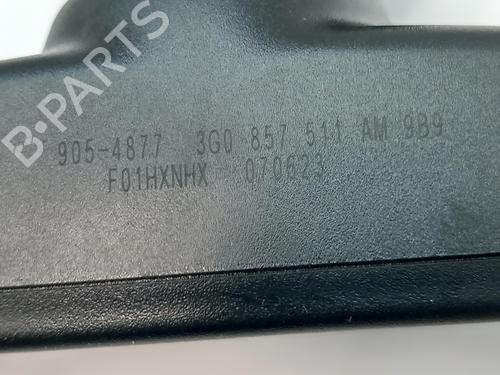 B-PARTS
905-4877 3G0 857 511 AM 9B9
F01HXNHX 070623